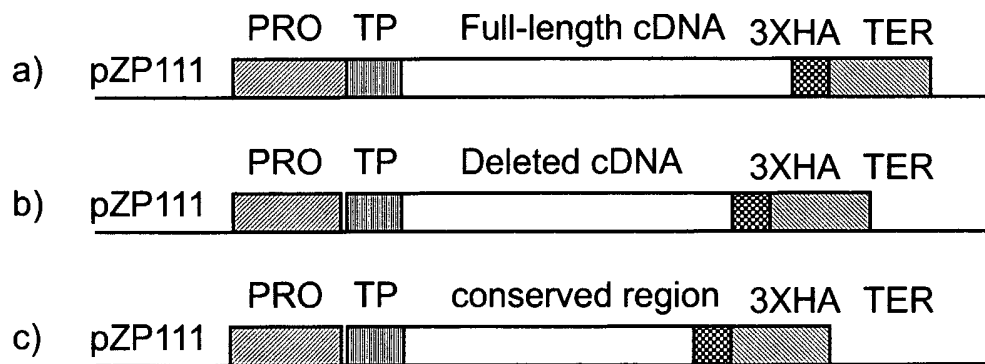 PRO TP Full-length cDNA 3XHA TER
a) pZP111
PRO TP Deleted cDNA 3XHA TER
b) pZP111
PRO TP conserved region 3XHA TER
c) pZP111